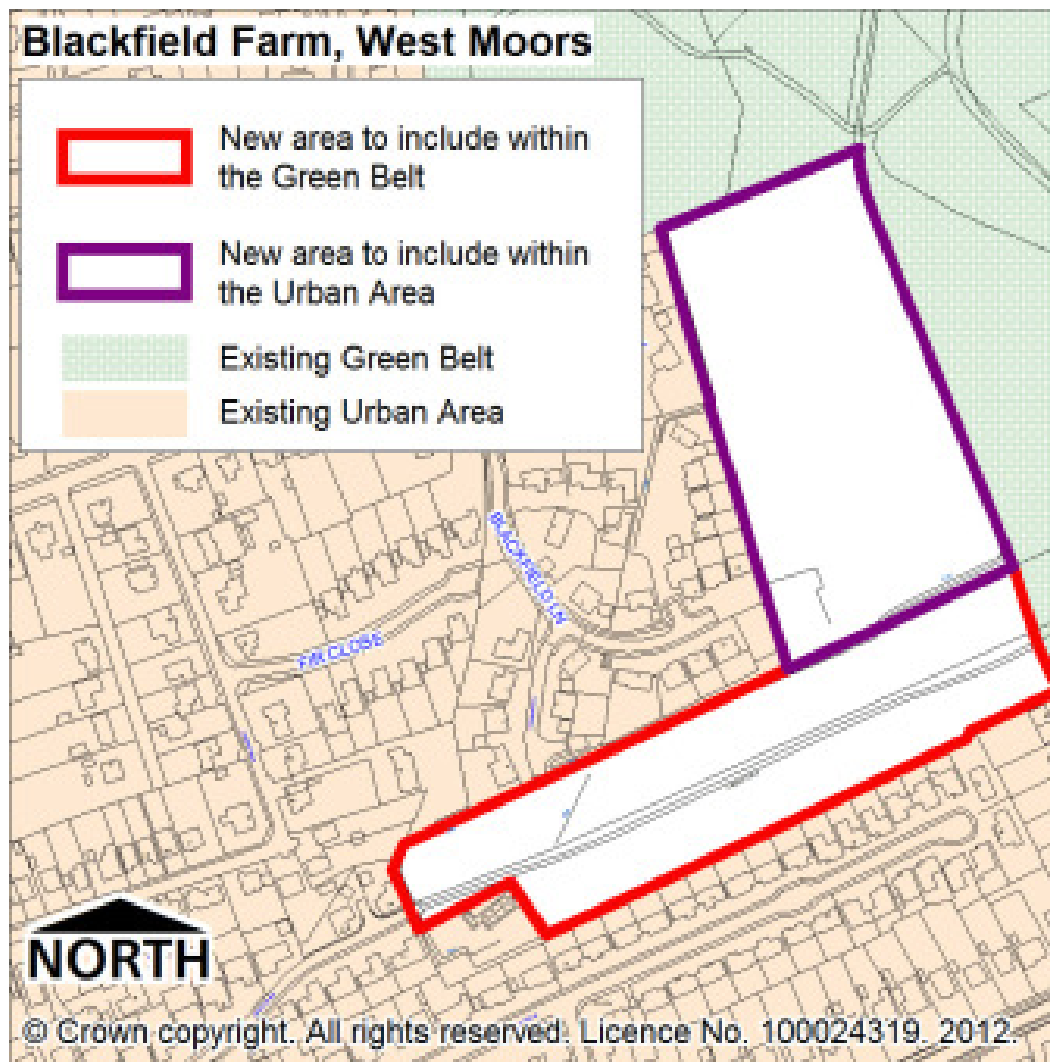 Blackfield Farm, West Moors
New area to include within
the Green Belt
New area to include within
the Urban Area
Existing Green Belt
Existing Urban Area
BLACKFIELD LN
FIR CLOSE
NORTH
© Crown copyright. All rights reserved. Licence No. 100024319. 2012.